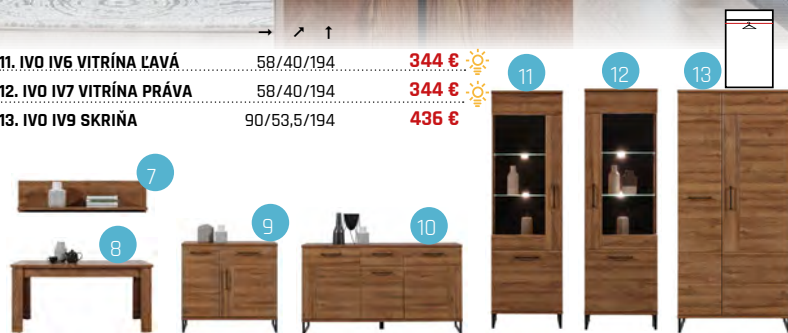 → ↗ ↑
11. IVO IV6 VITRÍNA ĽAVÁ 58/40/194 344 €
12. IVO IV7 VITRÍNA PRÁVA 58/40/194 344 €
13. IVO IV9 SKRIŇA 90/53,5/194 436 €
11
12
13
7
8
9
10